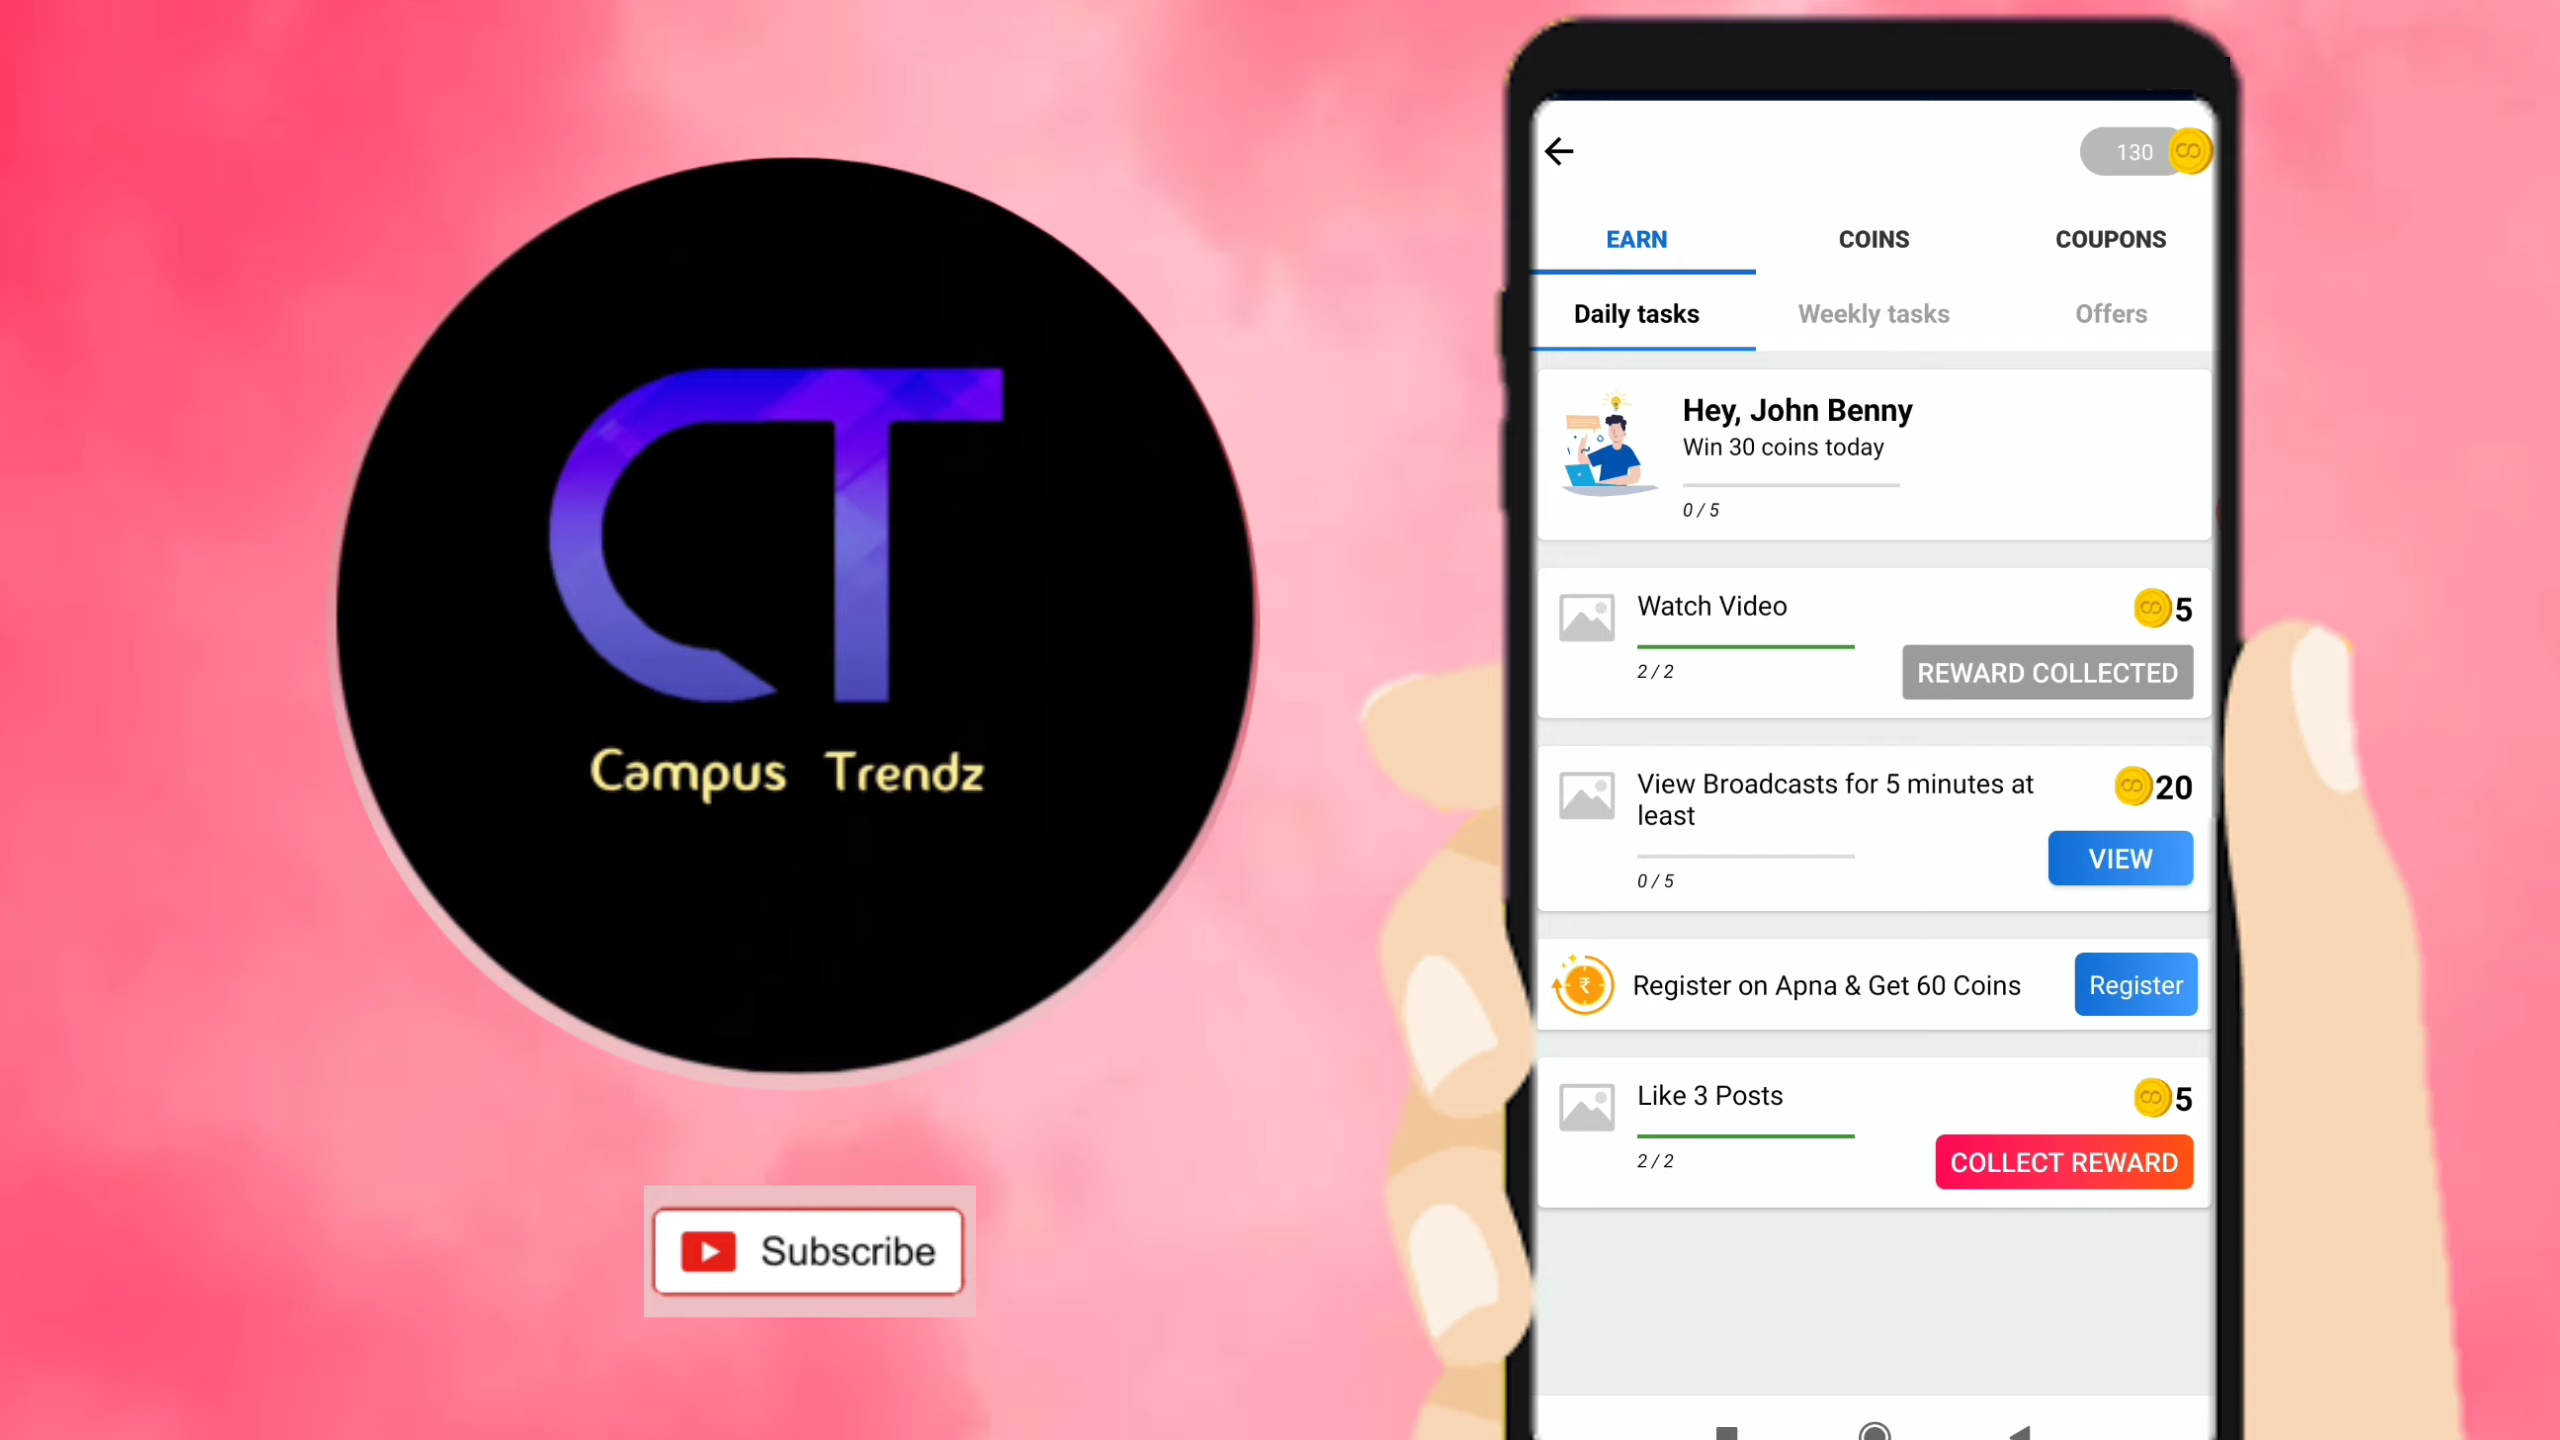 CT
Campus Trendz
Subscribe
130
EARN COINS COUPONS
Daily tasks Weekly tasks Offers
Hey, John Benny
Win 30 coins today
0 / 5
Watch Video 5
2 / 2 REWARD COLLECTED
View Broadcasts for 5 minutes at 20
least
VIEW
0 / 5
Register on Apna & Get 60 Coins Register
Like 3 Posts 5
2 / 2 COLLECT REWARD